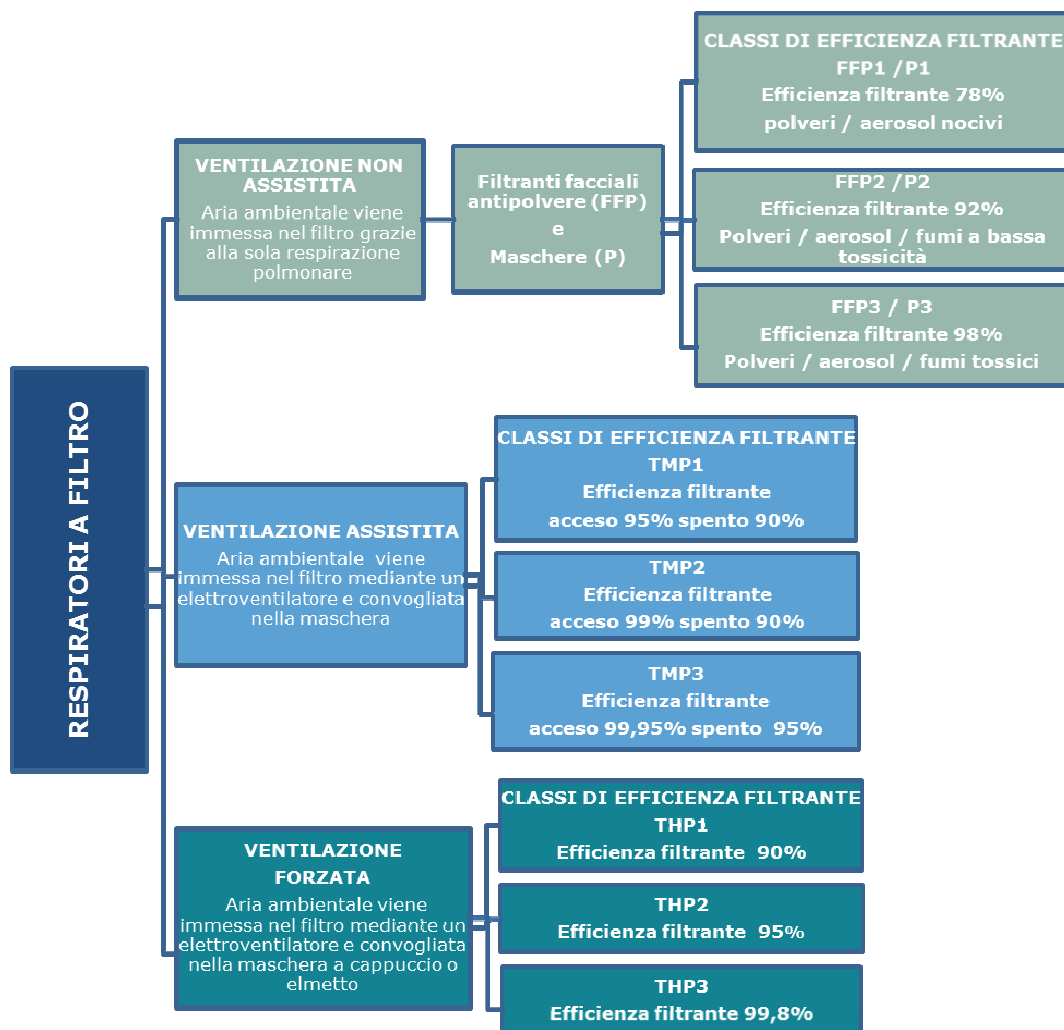 RESPIRATORI A FILTRO
VENTILAZIONE NON
ASSISTITA
Aria ambientale viene
immessa nel filtro grazie
alla sola respirazione
polmonare
Filtranti facciali
antipolvere (FFP)
e
Maschere (P)
CLASSI DI EFFICIENZA FILTRANTE
FFP1 /P1
Efficienza filtrante 78%
polveri / aerosol nocivi
FFP2 /P2
Efficienza filtrante 92%
Polveri / aerosol / fumi a bassa
tossicità
FFP3 / P3
Efficienza filtrante 98%
Polveri / aerosol / fumi tossici
VENTILAZIONE ASSISTITA
Aria ambientale viene
immessa nel filtro mediante un
elettroventilatore e convogliata
nella maschera
CLASSI DI EFFICIENZA FILTRANTE
TMP1
Efficienza filtrante
acceso 95% spento 90%
TMP2
Efficienza filtrante
acceso 99% spento 90%
TMP3
Efficienza filtrante
acceso 99,95% spento 95%
VENTILAZIONE
FORZATA
Aria ambientale viene
immessa nel filtro mediante un
elettroventilatore e convogliata
nella maschera a cappuccio o
elmetto
CLASSI DI EFFICIENZA FILTRANTE
THP1
Efficienza filtrante 90%
THP2
Efficienza filtrante 95%
THP3
Efficienza filtrante 99,8%